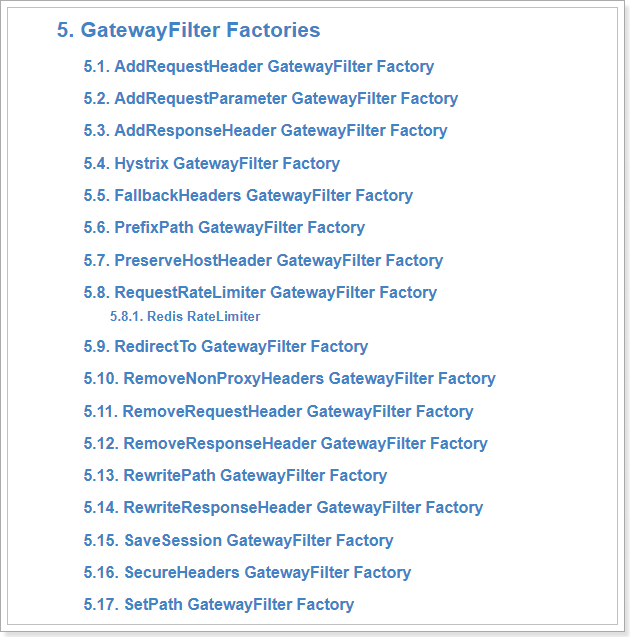 5. GatewayFilter Factories
5.1. AddRequestHeader GatewayFilter Factory
5.2. AddRequestParameter GatewayFilter Factory
5.3. AddResponseHeader GatewayFilter Factory
5.4. Hystrix GatewayFilter Factory
5.5. FallbackHeaders GatewayFilter Factory
5.6. PrefixPath GatewayFilter Factory
5.7. PreserveHostHeader GatewayFilter Factory
5.8. RequestRateLimiter GatewayFilter Factory
5.8.1. Redis RateLimiter
5.9. RedirectTo GatewayFilter Factory
5.10. RemoveNonProxyHeaders GatewayFilter Factory
5.11. RemoveRequestHeader GatewayFilter Factory
5.12. RemoveResponseHeader GatewayFilter Factory
5.13. RewritePath GatewayFilter Factory
5.14. RewriteResponseHeader GatewayFilter Factory
5.15. SaveSession GatewayFilter Factory
5.16. SecureHeaders GatewayFilter Factory
5.17. SetPath GatewayFilter Factory